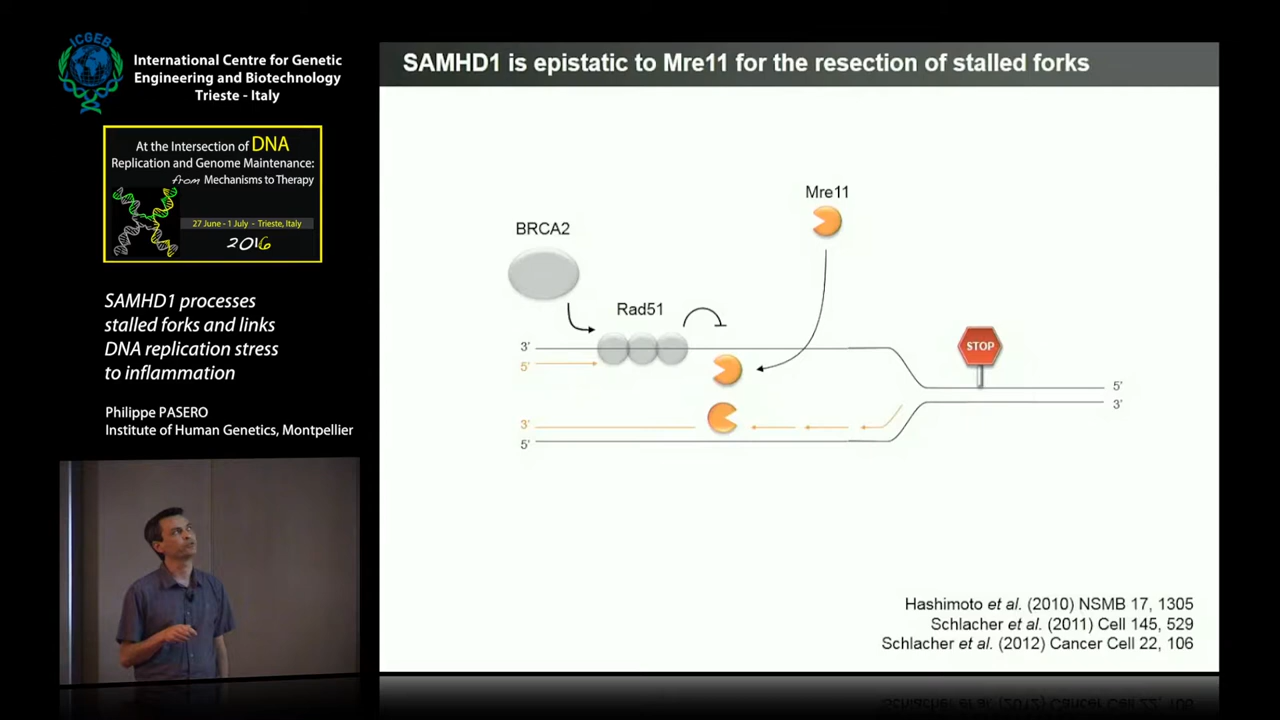 ICGEB
International Centre for Genetic
Engineering and Biotechnology
Trieste - Italy
At the Intersection of DNA
Replication and Genome Maintenance:
from Mechanisms to Therapy
27 June - 1 July - Trieste, Italy
2016
SAMHD1 processes
stalled forks and links
DNA replication stress
to inflammation
Philippe PASERO
Institute of Human Genetics, Montpellier
SAMHD1 is epistatic to Mre11 for the resection of stalled forks
Mre11
BRCA2
Rad51
3'
5'
STOP
5'
3'
3'
5'
Hashimoto et al. (2010) NSMB 17, 1305
Schlacher et al. (2011) Cell 145, 529
Schlacher et al. (2012) Cancer Cell 22, 106